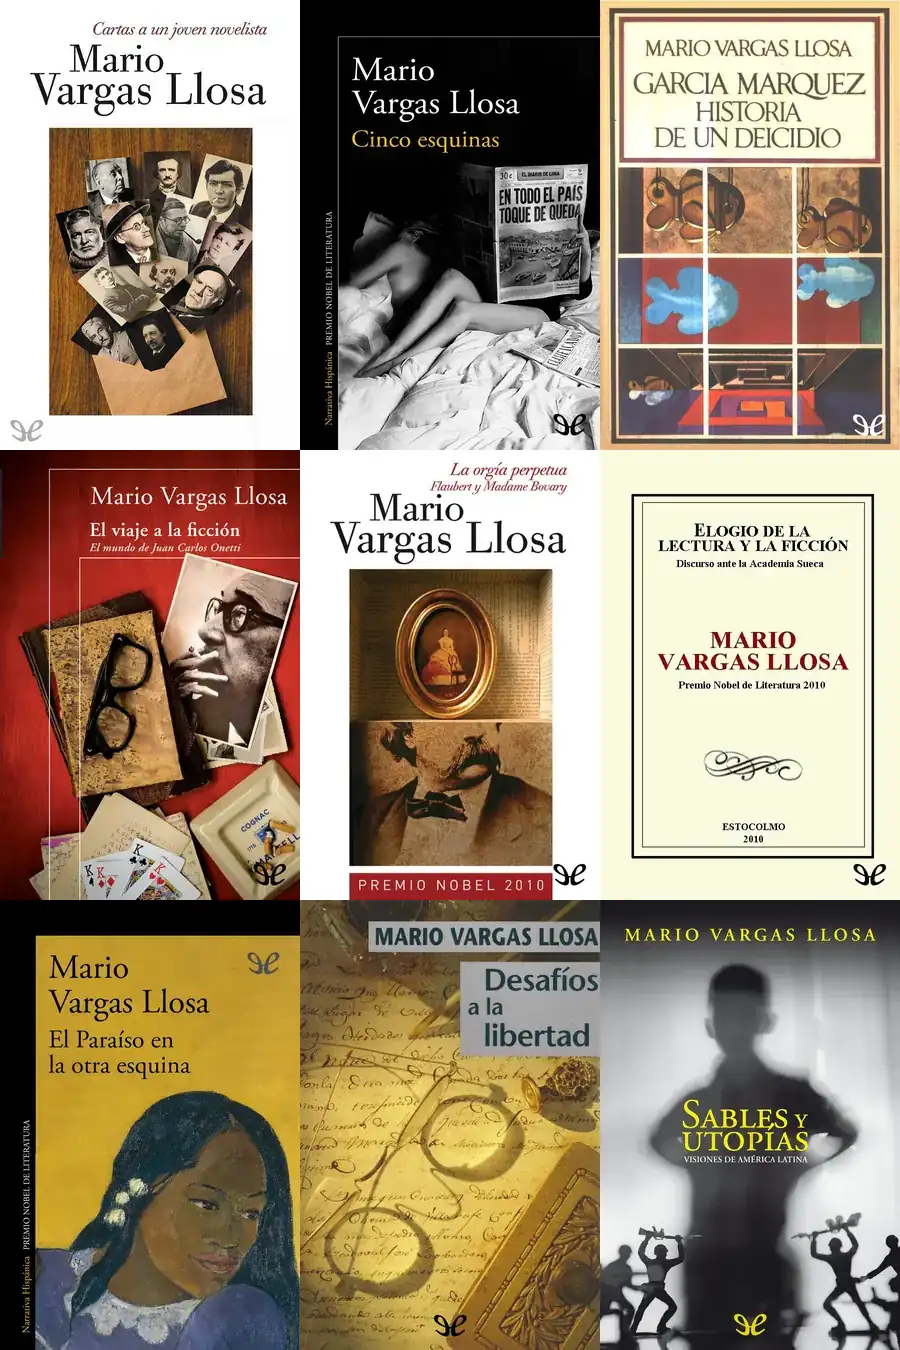 Cartas a un joven novelista
Mario
Vargas Llosa
Mario
Vargas Llosa
Cinco esquinas
30¢ EL DIARIO DE LIMA
EN TODO EL PAÍS
TOQUE DE QUEDA
CLASIFICADOS
Narrativa Hispánica PREMIO NOBEL DE LITERATURA
MARIO VARGAS LLOSA
GARCIA MARQUEZ
HISTORIA
DE UN DEICIDIO
Mario Vargas Llosa
El viaje a la ficción
El mundo de Juan Carlos Onetti
COGNAC
K K K
La orgía perpetua
Flaubert y Madame Bovary
Mario
Vargas Llosa
PREMIO NOBEL 2010
ELOGIO DE LA
LECTURA Y LA FICCIÓN
Discurso ante la Academia Sueca
MARIO
VARGAS LLOSA
Premio Nobel de Literatura 2010
ESTOCOLMO
2010
Mario
Vargas Llosa
El Paraíso en
la otra esquina
Narrativa Hispánica PREMIO NOBEL DE LITERATURA
MARIO VARGAS LLOSA
Desafíos
a la
libertad
MARIO VARGAS LLOSA
SABLES Y
UTOPÍAS
VISIONES DE AMÉRICA LATINA